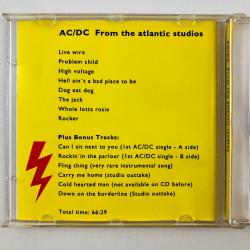 AC/DC From the atlantic studios
Live wire
Problem child
High voltage
Hell ain't a bad place to be
Dog eat dog
The jack
Whole lotta rosie
Rocker
Plus Bonus Tracks:
Can I sit next to you (1st AC/DC single - A side)
Rockin'in the parlour (1st AC/DC single - B side)
Fling thing (very rare instrumental song)
Carry me home (studio outtake)
Cold hearted man (not available on CD before)
Down on the borderline (Studio outtake)
Total time: 66:29